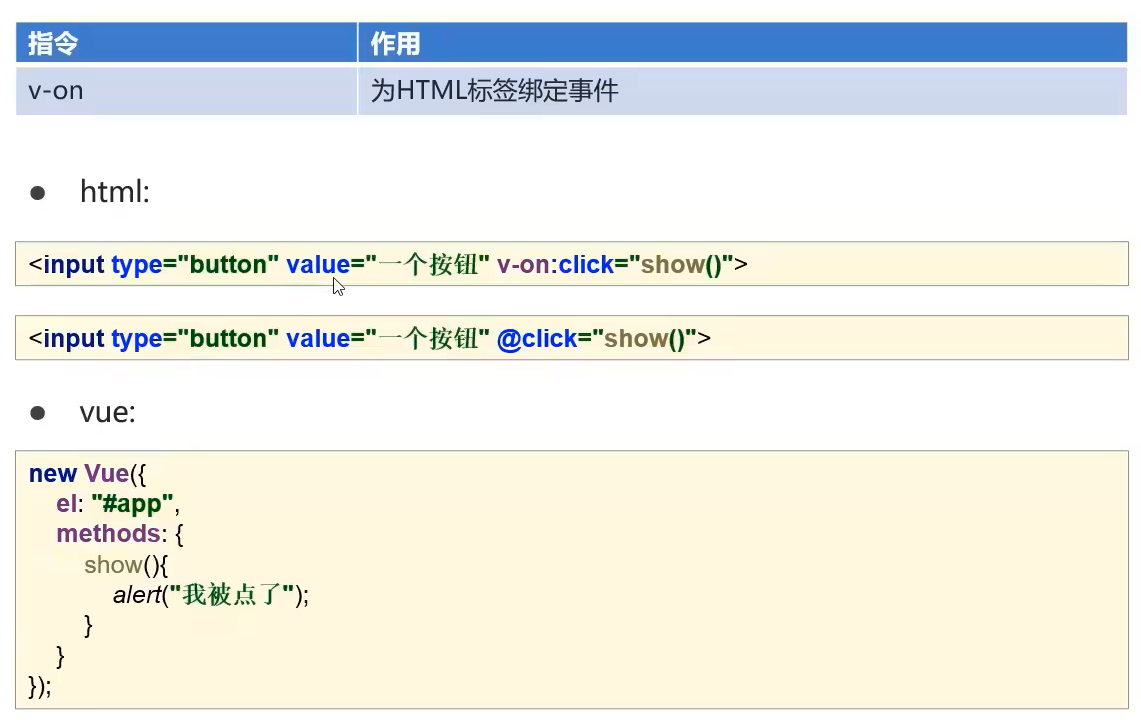 指令 作用
v-on 为HTML标签绑定事件
● html:
<input type="button" value="一个按钮" v-on:click="show()">
<input type="button" value="一个按钮" @click="show()">
● vue:
new Vue({
el: "#app",
methods: {
show(){
alert("我被点了");
}
}
});